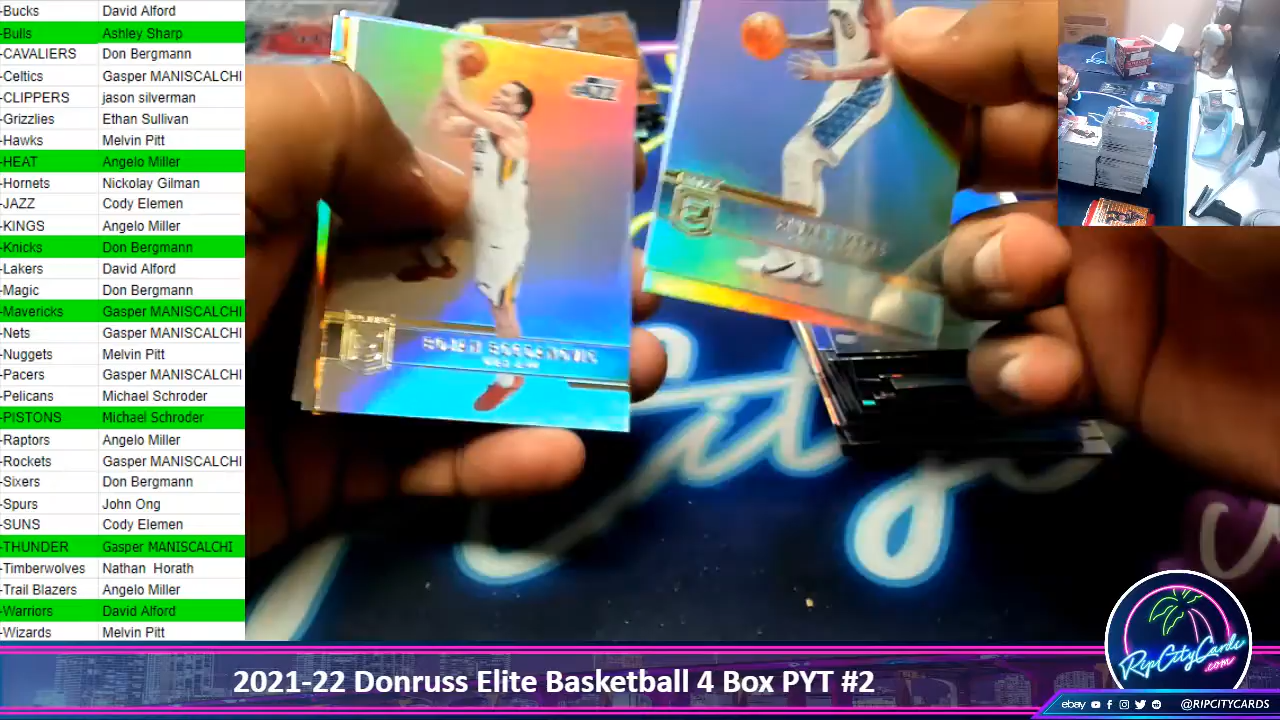 -Bucks David Alford
-Bulls Ashley Sharp
-CAVALIERS Don Bergmann
-Celtics Gasper MANISCALCHI
-CLIPPERS jason silverman
-Grizzlies Ethan Sullivan
-Hawks Melvin Pitt
-HEAT Angelo Miller
-Hornets Nickolay Gilman
-JAZZ Cody Elemen
-KINGS Angelo Miller
-Knicks Don Bergmann
-Lakers David Alford
-Magic Don Bergmann
-Mavericks Gasper MANISCALCHI
-Nets Gasper MANISCALCHI
-Nuggets Melvin Pitt
-Pacers Gasper MANISCALCHI
-Pelicans Michael Schroder
-PISTONS Michael Schroder
-Raptors Angelo Miller
-Rockets Gasper MANISCALCHI
-Sixers Don Bergmann
-Spurs John Ong
-SUNS Cody Elemen
-THUNDER Gasper MANISCALCHI
-Timberwolves Nathan Horath
-Trail Blazers Angelo Miller
-Warriors David Alford
-Wizards Melvin Pitt
2021-22 Donruss Elite Basketball 4 Box PYT #2
RipCityCards
.com
ebay @RIPCITYCARDS